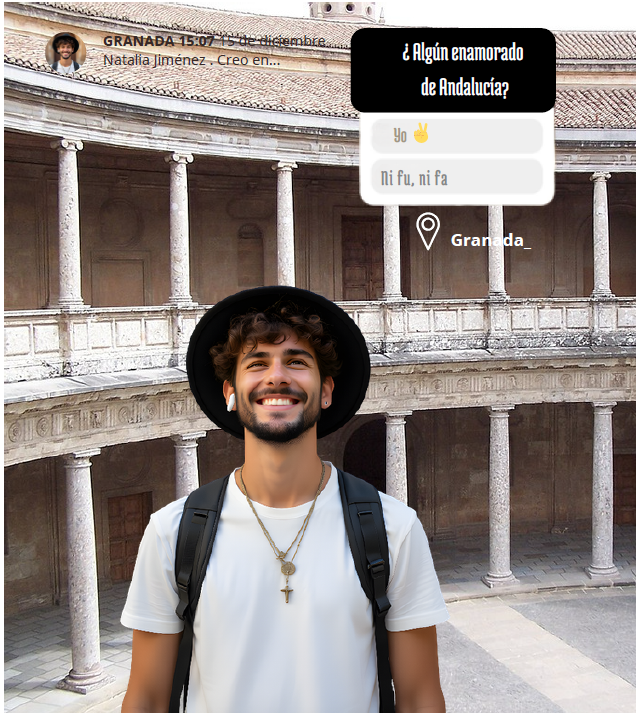 GRANADA 15:07 15 de diciembre
Natalia Jiménez . Creo en...
¿ Algún enamorado
de Andalucía?
Yo ✌
Ni fu, ni fa
Granada_